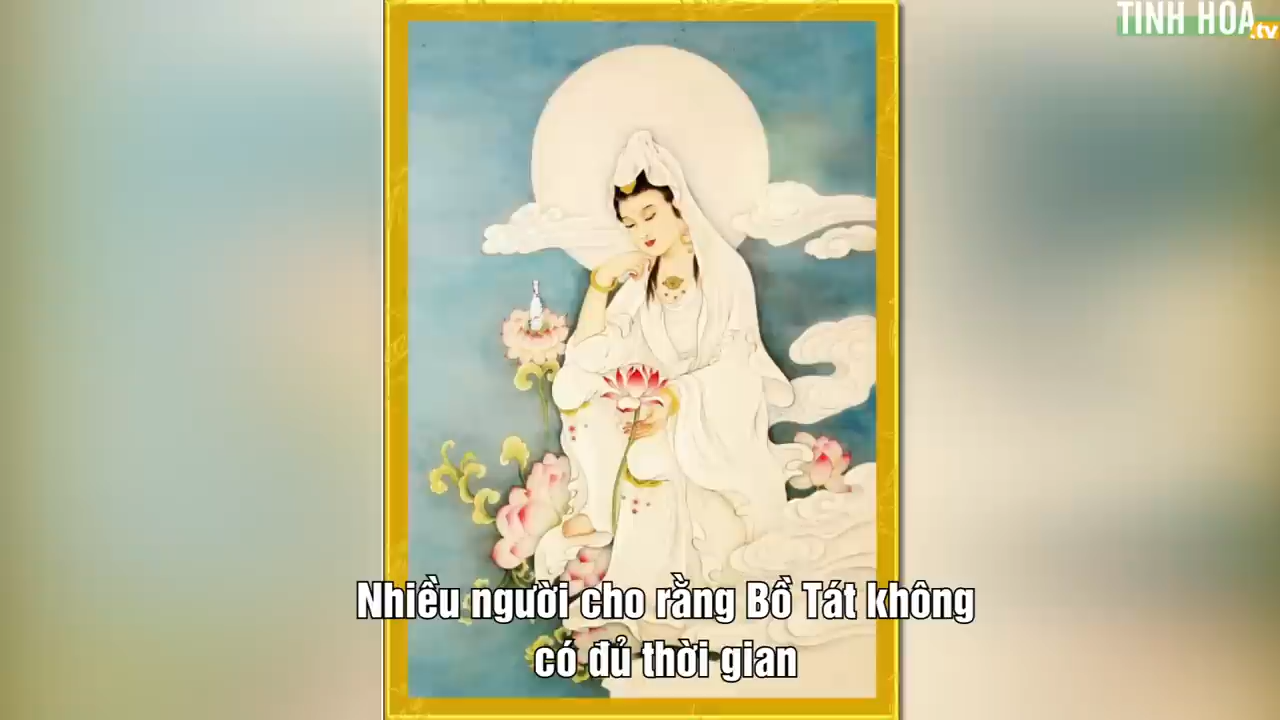 TINH HOA
.tv
Nhiều người cho rằng Bồ Tát không
có đủ thời gian